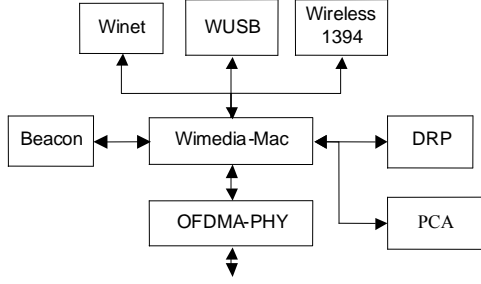 Winet
WUSB
Wireless
1394
Beacon
Wimedia-Mac
DRP
OFDMA-PHY
PCA